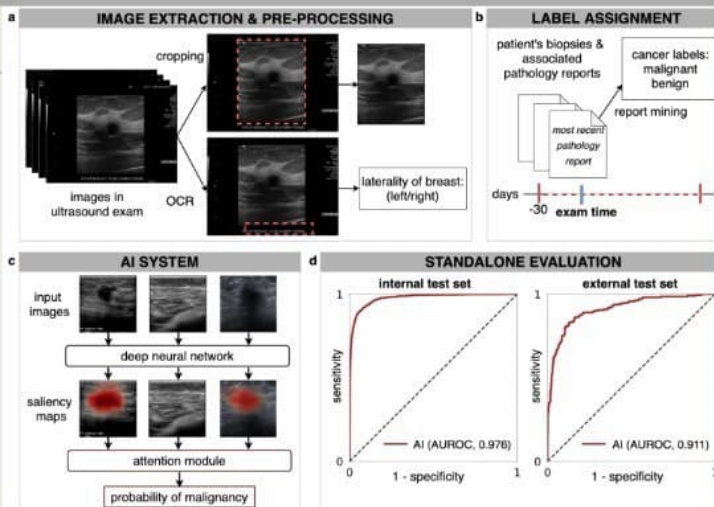 a IMAGE EXTRACTION & PRE-PROCESSING
cropping
images in
ultrasound exam
OCR
laterality of breast:
(left/right)
b LABEL ASSIGNMENT
patient's biopsies &
associated
pathology reports
cancer labels:
malignant
benign
report mining
most recent
pathology
report
days
-30
exam time
c AI SYSTEM
input
images
deep neural network
saliency
maps
attention module
probability of malignancy
d STANDALONE EVALUATION
internal test set
1
sensitivity
AI (AUROC, 0.976)
0
0
1 - specificity
1
external test set
1
sensitivity
AI (AUROC, 0.911)
0
0
1 - specificity
1